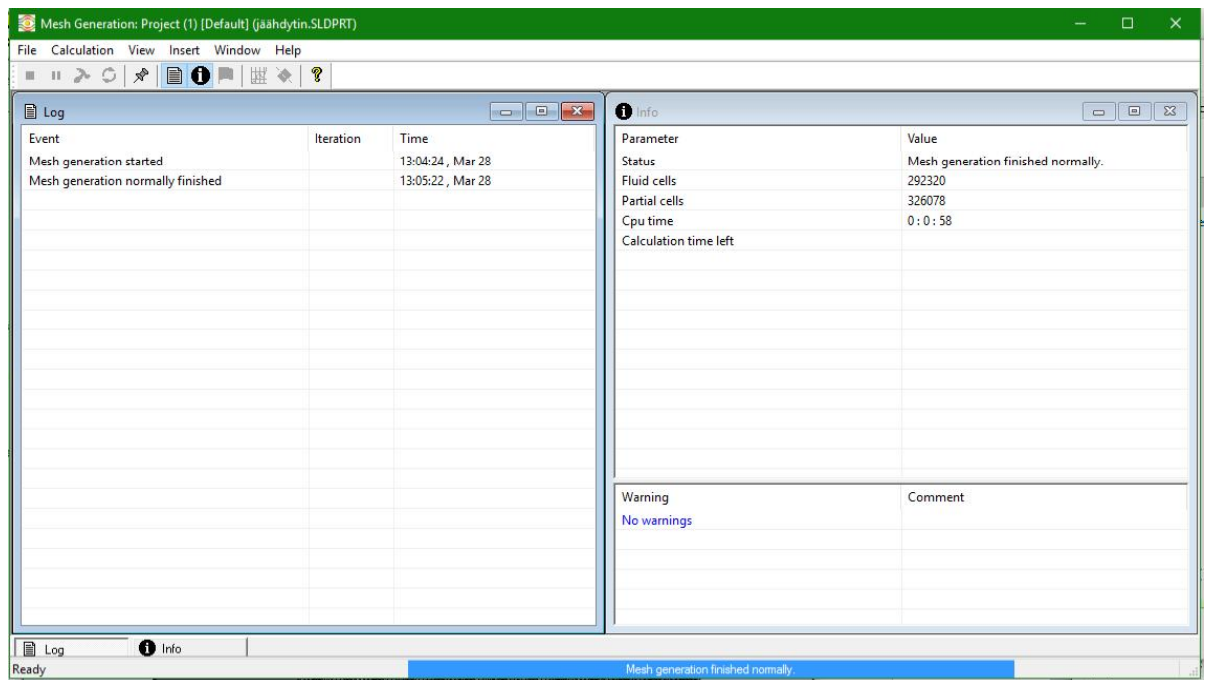 Mesh Generation: Project (1) [Default] (jäähdytin.SLDPRT)
File Calculation View Insert Window Help
Log
Event Iteration Time
Mesh generation started 13:04:24 , Mar 28
Mesh generation normally finished 13:05:22 , Mar 28
Info
Parameter Value
Status Mesh generation finished normally.
Fluid cells 292320
Partial cells 326078
Cpu time 0 : 0 : 58
Calculation time left
Warning Comment
No warnings
Log Info
Ready Mesh generation finished normally.